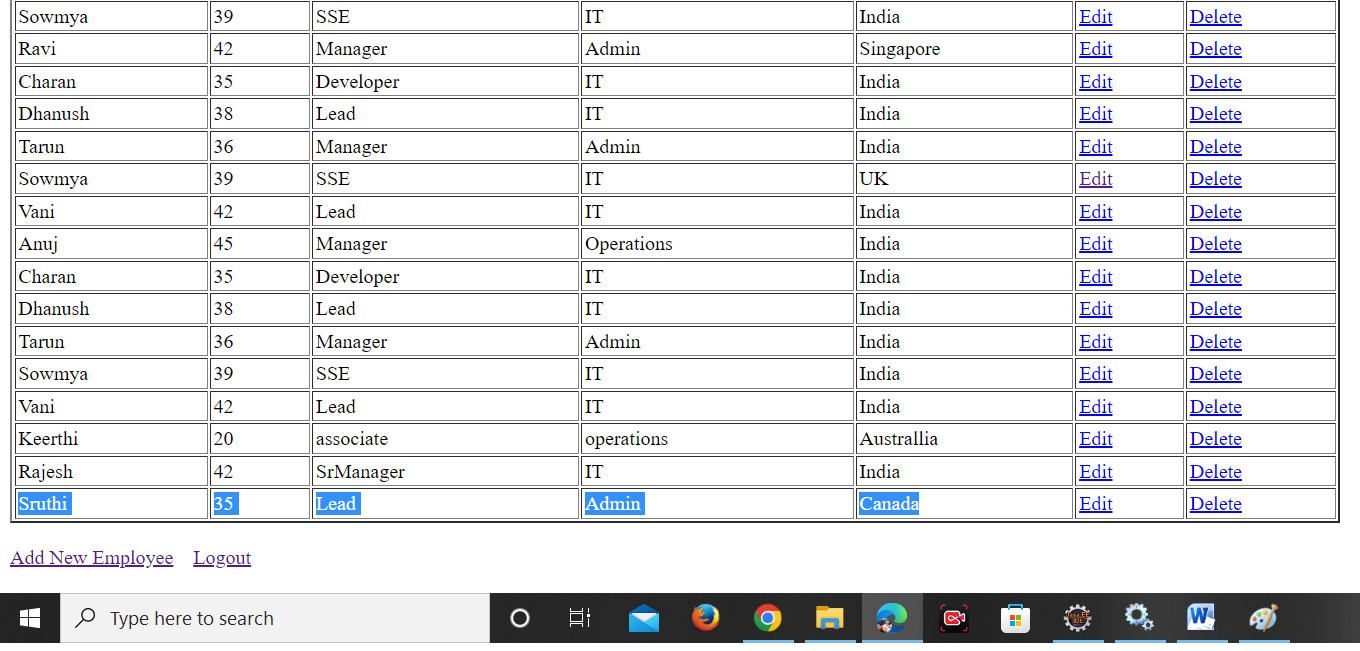 Sowmya 39 SSE IT India Edit Delete
Ravi 42 Manager Admin Singapore Edit Delete
Charan 35 Developer IT India Edit Delete
Dhanush 38 Lead IT India Edit Delete
Tarun 36 Manager Admin India Edit Delete
Sowmya 39 SSE IT UK Edit Delete
Vani 42 Lead IT India Edit Delete
Anuj 45 Manager Operations India Edit Delete
Charan 35 Developer IT India Edit Delete
Dhanush 38 Lead IT India Edit Delete
Tarun 36 Manager Admin India Edit Delete
Sowmya 39 SSE IT India Edit Delete
Vani 42 Lead IT India Edit Delete
Keerthi 20 associate operations Australlia Edit Delete
Rajesh 42 SrManager IT India Edit Delete
Sruthi 35 Lead Admin Canada Edit Delete
Add New Employee Logout
Type here to search